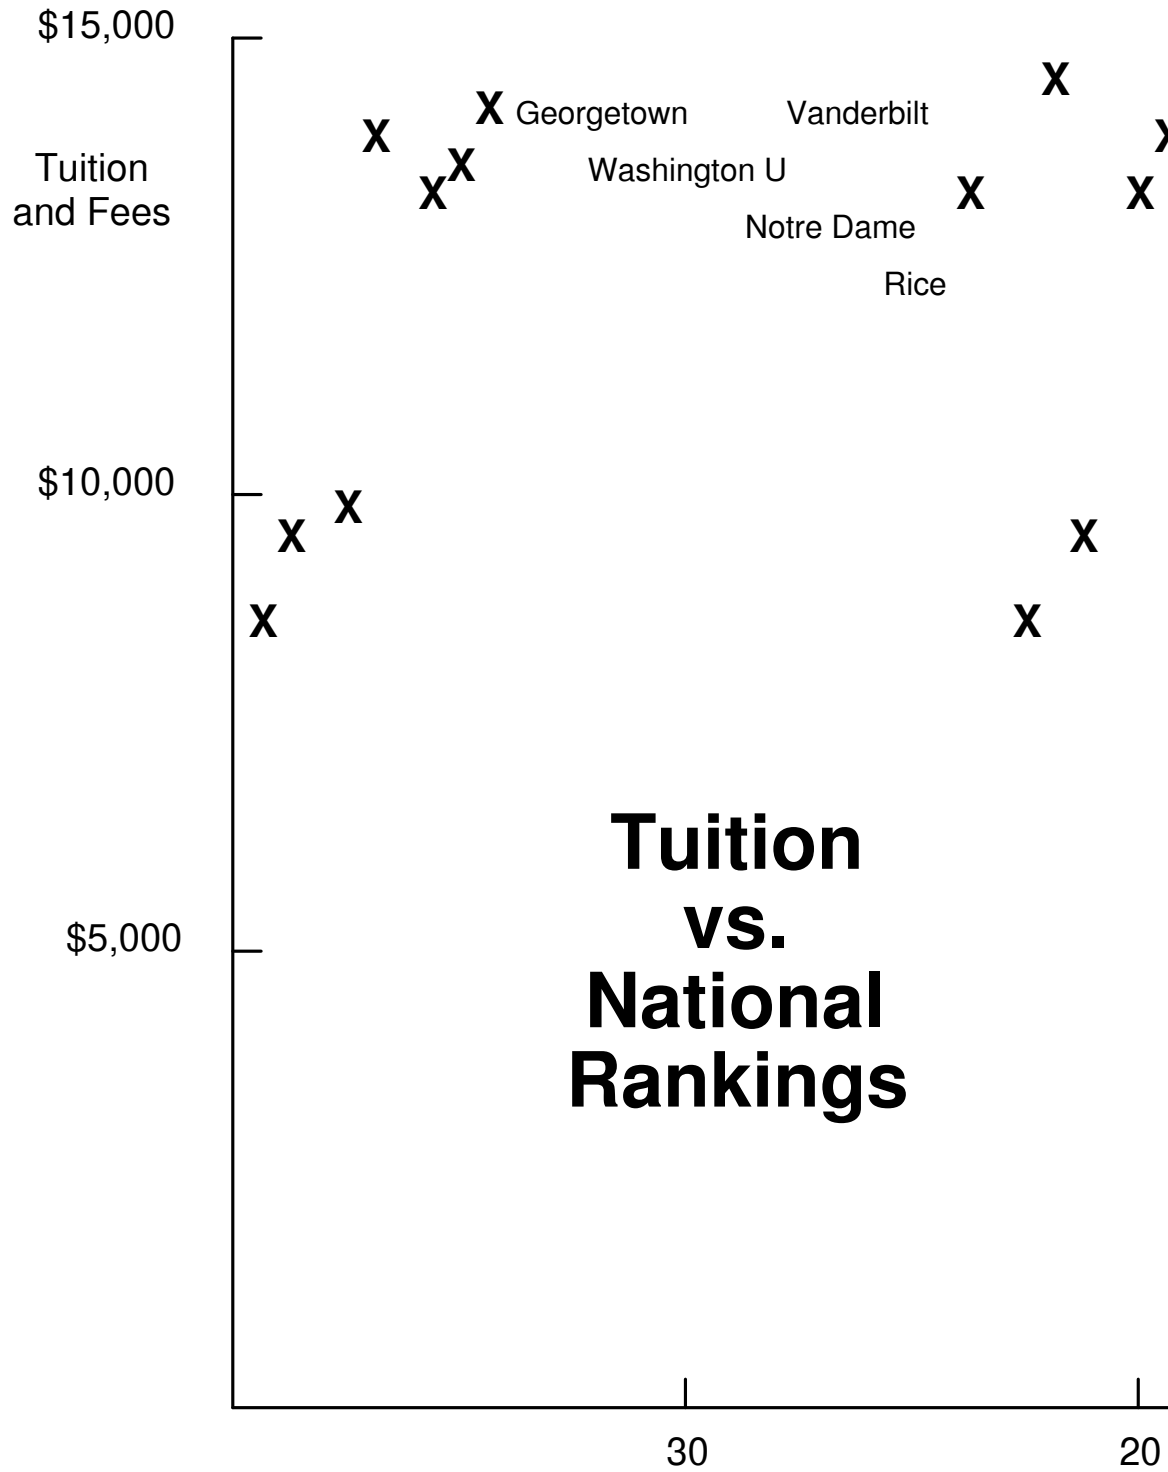 $15,000
X
X Georgetown Vanderbilt
X
X
Tuition
and Fees
X Washington U
X
X
X
Notre Dame
Rice
$10,000
X
X
X
X
X
Tuition
vs.
National
Rankings
$5,000
30
20